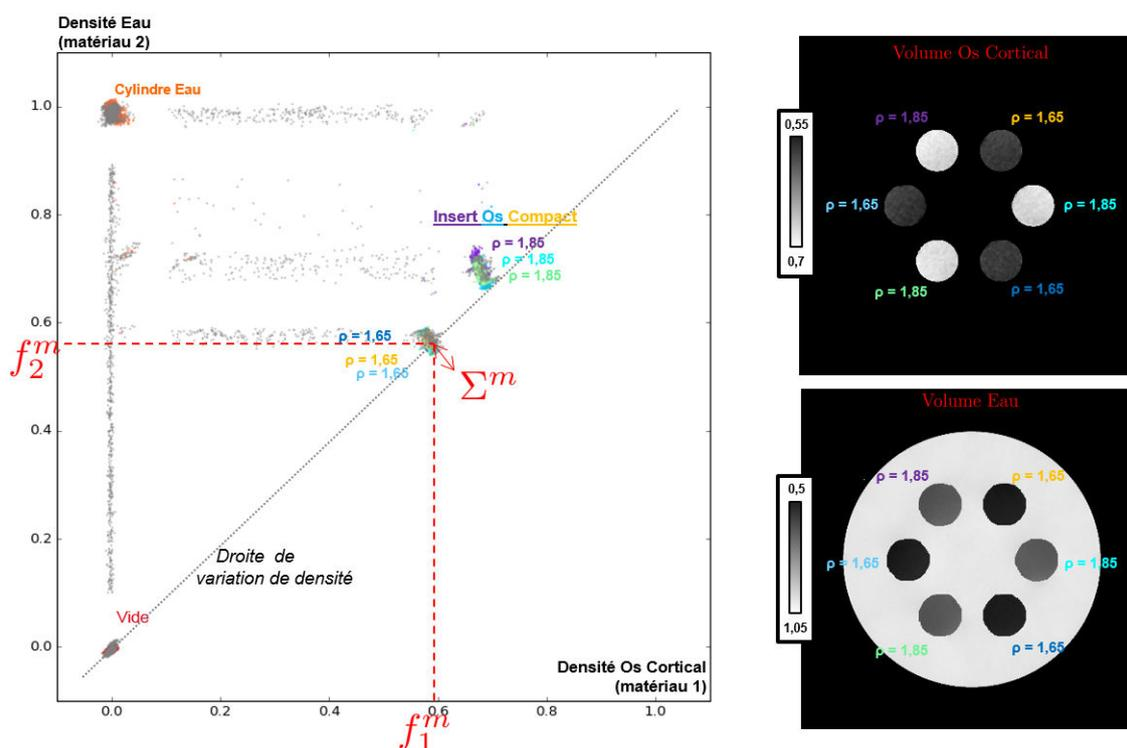 Densité Eau
(matériau 2)
1.0
Cylindre Eau
0.8
Insert Os Compact
ρ = 1,85
ρ = 1,85
ρ = 1,85
0.6
ρ = 1,65
f₂ᵐ
ρ = 1,65
ρ = 1,65
Σᵐ
0.4
0.2
Droite de
variation de densité
Vide
0.0
Densité Os Cortical
(matériau 1)
0.0 0.2 0.4 0.6 0.8 1.0
f₁ᵐ
Volume Os Cortical
0,55
0,7
ρ = 1,85 ρ = 1,65
ρ = 1,65 ρ = 1,85
ρ = 1,85 ρ = 1,65
Volume Eau
0,5
1,05
ρ = 1,85 ρ = 1,65
ρ = 1,65 ρ = 1,85
ρ = 1,85 ρ = 1,65